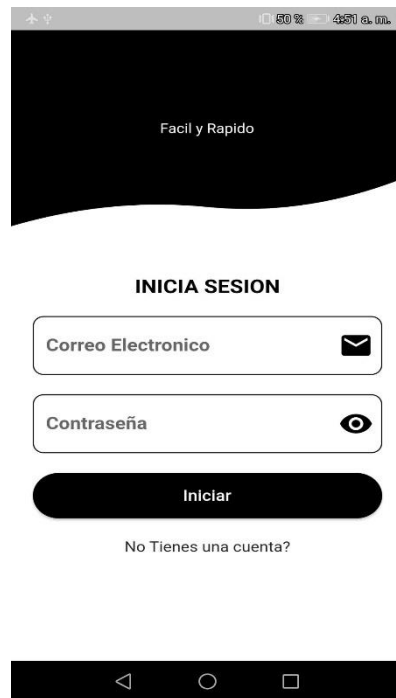 50 % 4:51 a. m.
Facil y Rapido
INICIA SESION
Correo Electronico
Contraseña
Iniciar
No Tienes una cuenta?